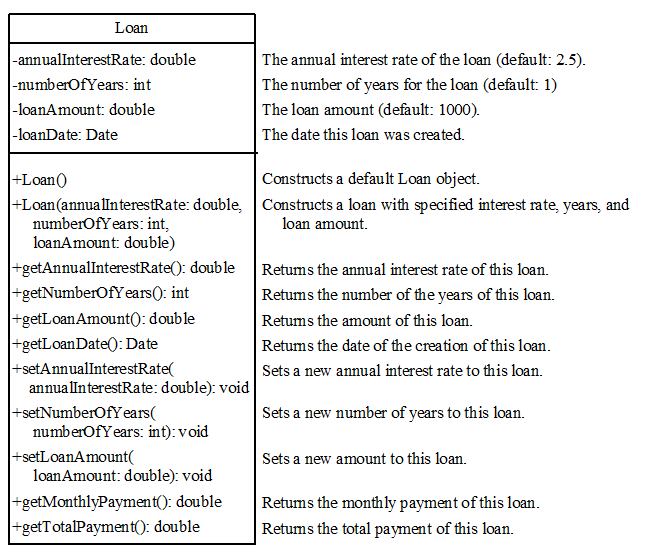 Loan
-annualInterestRate: double
The annual interest rate of the loan (default: 2.5).
-numberOfYears: int
The number of years for the loan (default: 1)
-loanAmount: double
The loan amount (default: 1000).
-loanDate: Date
The date this loan was created.
+Loan()
Constructs a default Loan object.
+Loan(annualInterestRate: double,
numberOfYears: int,
loanAmount: double)
Constructs a loan with specified interest rate, years, and
loan amount.
+getAnnualInterestRate(): double
Returns the annual interest rate of this loan.
+getNumberOfYears(): int
Returns the number of the years of this loan.
+getLoanAmount(): double
Returns the amount of this loan.
+getLoanDate(): Date
Returns the date of the creation of this loan.
+setAnnualInterestRate(
annualInterestRate: double): void
Sets a new annual interest rate to this loan.
+setNumberOfYears(
numberOfYears: int): void
Sets a new number of years to this loan.
+setLoanAmount(
loanAmount: double): void
Sets a new amount to this loan.
+getMonthlyPayment(): double
Returns the monthly payment of this loan.
+getTotalPayment(): double
Returns the total payment of this loan.